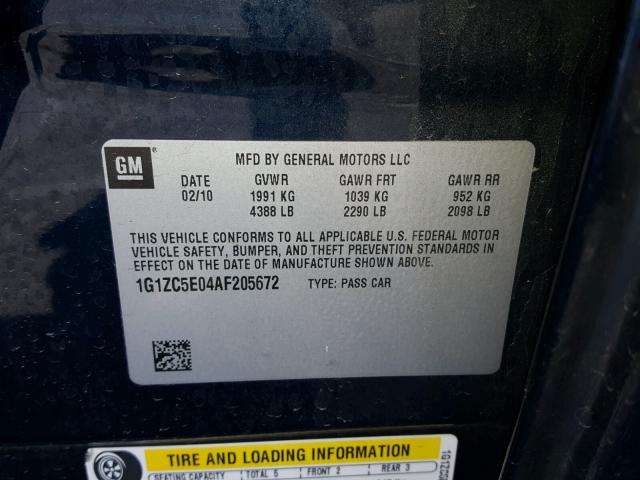 GM
MFD BY GENERAL MOTORS LLC
DATE GVWR GAWR FRT GAWR RR
02/10 1991 KG 1039 KG 952 KG
4388 LB 2290 LB 2098 LB
THIS VEHICLE CONFORMS TO ALL APPLICABLE U.S. FEDERAL MOTOR
VEHICLE SAFETY, BUMPER, AND THEFT PREVENTION STANDARDS IN
EFFECT ON THE DATE OF MANUFACTURE SHOWN ABOVE.
1G1ZC5E04AF205672 TYPE: PASS CAR
TIRE AND LOADING INFORMATION
SEATING CAPACITY TOTAL 5 FRONT 2 REAR 3